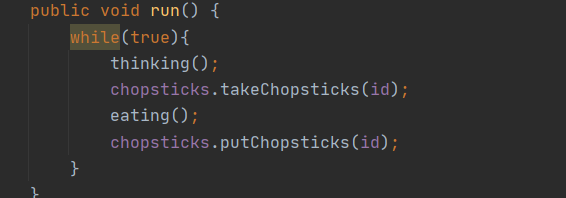 public void run() {
while(true){
thinking();
chopsticks.takeChopsticks(id);
eating();
chopsticks.putChopsticks(id);
}
}